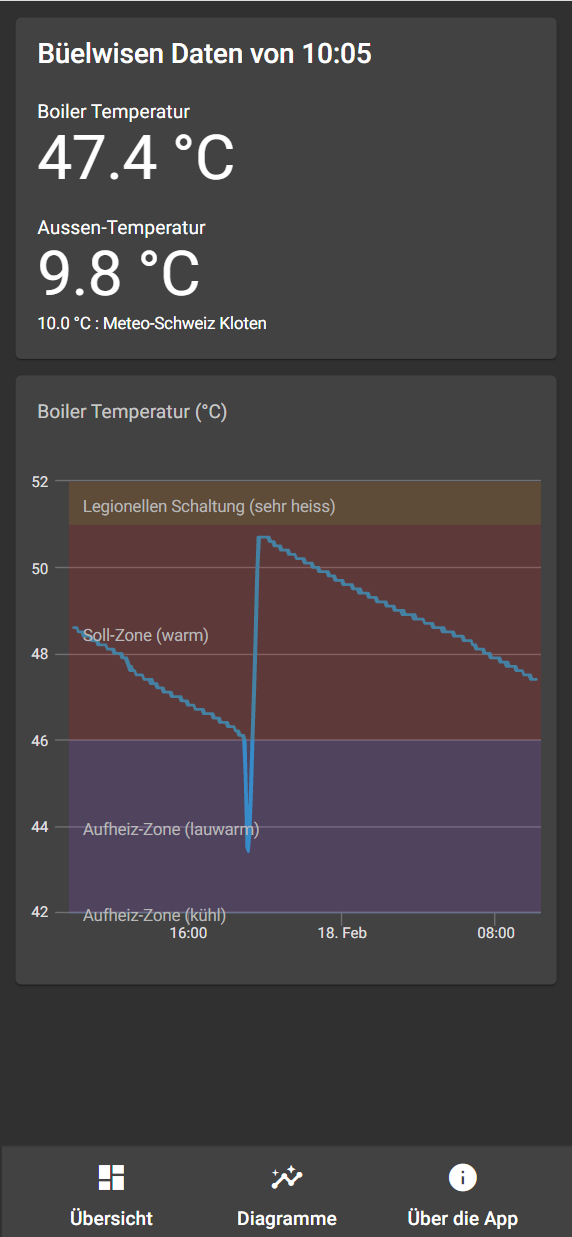 Büelwisen Daten von 10:05
Boiler Temperatur
47.4 °C
Aussen-Temperatur
9.8 °C
10.0 °C : Meteo-Schweiz Kloten
Boiler Temperatur (°C)
52
Legionellen Schaltung (sehr heiss)
50
Soll-Zone (warm)
48
46
44
Aufheiz-Zone (lauwarm)
42
Aufheiz-Zone (kühl)
16:00
18. Feb
08:00
Übersicht
Diagramme
Über die App